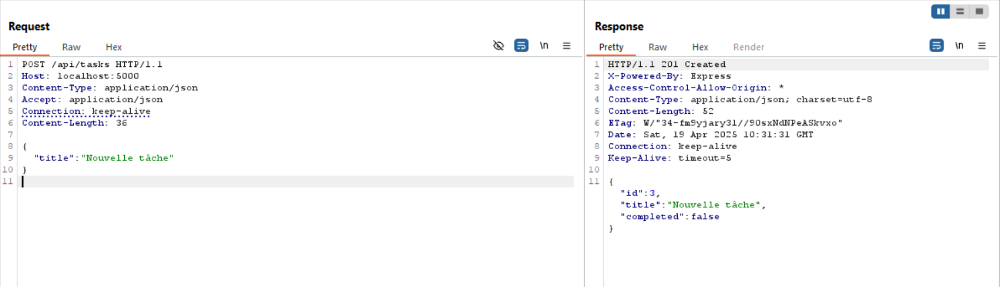 Request
Pretty Raw Hex \n
1 POST /api/tasks HTTP/1.1
2 Host: localhost:5000
3 Content-Type: application/json
4 Accept: application/json
5 Connection: keep-alive
6 Content-Length: 36
7
8 {
9 "title":"Nouvelle tâche"
10 }
11
Response
Pretty Raw Hex Render \n
1 HTTP/1.1 201 Created
2 X-Powered-By: Express
3 Access-Control-Allow-Origin: *
4 Content-Type: application/json; charset=utf-8
5 Content-Length: 52
6 ETag: W/"34-fm9yjary31//90sxNdNPeASkvxo"
7 Date: Sat, 19 Apr 2025 10:31:31 GMT
8 Connection: keep-alive
9 Keep-Alive: timeout=5
10
11 {
"id":3,
"title":"Nouvelle tâche",
"completed":false
}